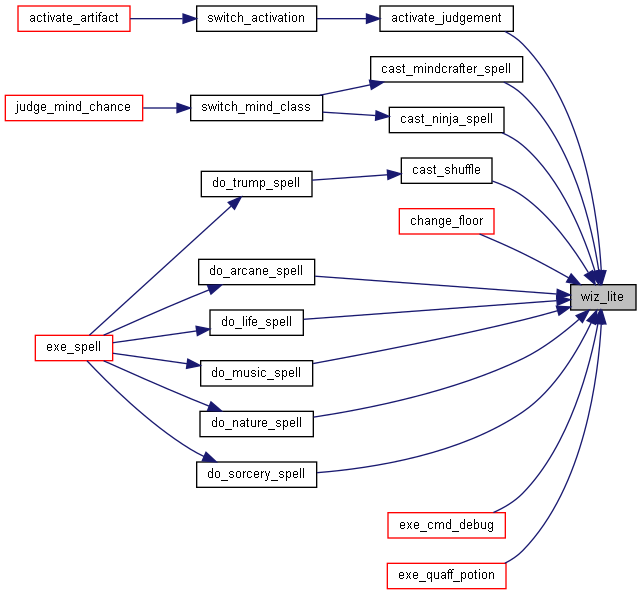 activate_artifact
switch_activation
activate_judgement
cast_mindcrafter_spell
judge_mind_chance
switch_mind_class
cast_ninja_spell
do_trump_spell
cast_shuffle
change_floor
do_arcane_spell
wiz_lite
do_life_spell
exe_spell
do_music_spell
do_nature_spell
do_sorcery_spell
exe_cmd_debug
exe_quaff_potion